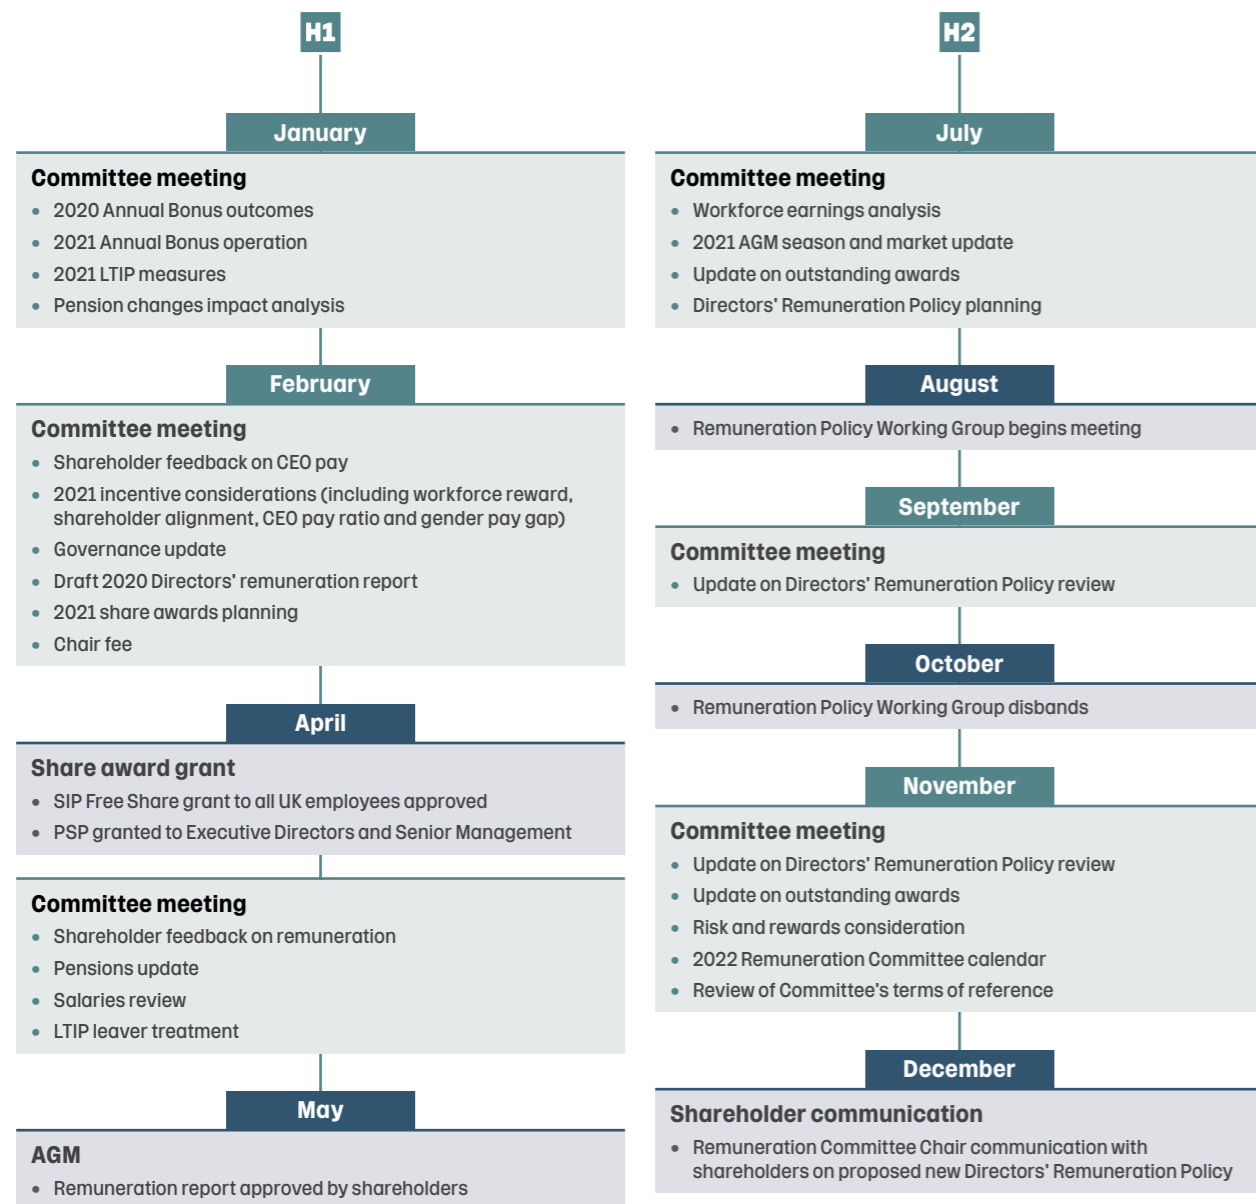 H1
January
Committee meeting
• 2020 Annual Bonus outcomes
• 2021 Annual Bonus operation
• 2021 LTIP measures
• Pension changes impact analysis
February
Committee meeting
• Shareholder feedback on CEO pay
• 2021 incentive considerations (including workforce reward,
shareholder alignment, CEO pay ratio and gender pay gap)
• Governance update
• Draft 2020 Directors' remuneration report
• 2021 share awards planning
• Chair fee
April
Share award grant
• SIP Free Share grant to all UK employees approved
• PSP granted to Executive Directors and Senior Management
Committee meeting
• Shareholder feedback on remuneration
• Pensions update
• Salaries review
• LTIP leaver treatment
May
AGM
• Remuneration report approved by shareholders
H2
July
Committee meeting
• Workforce earnings analysis
• 2021 AGM season and market update
• Update on outstanding awards
• Directors' Remuneration Policy planning
August
• Remuneration Policy Working Group begins meeting
September
Committee meeting
• Update on Directors' Remuneration Policy review
October
• Remuneration Policy Working Group disbands
November
Committee meeting
• Update on Directors' Remuneration Policy review
• Update on outstanding awards
• Risk and rewards consideration
• 2022 Remuneration Committee calendar
• Review of Committee's terms of reference
December
Shareholder communication
• Remuneration Committee Chair communication with
shareholders on proposed new Directors' Remuneration Policy